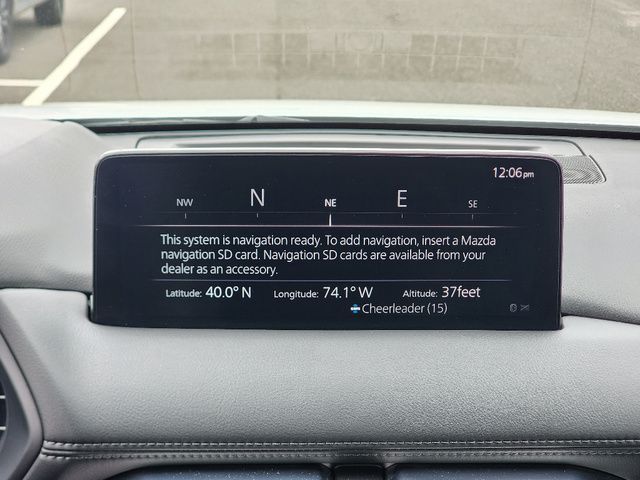 12:06pm
NW N NE E SE
This system is navigation ready. To add navigation, insert a Mazda
navigation SD card. Navigation SD cards are available from your
dealer as an accessory.
Latitude: 40.0° N Longitude: 74.1° W Altitude: 37feet
Cheerleader (15)